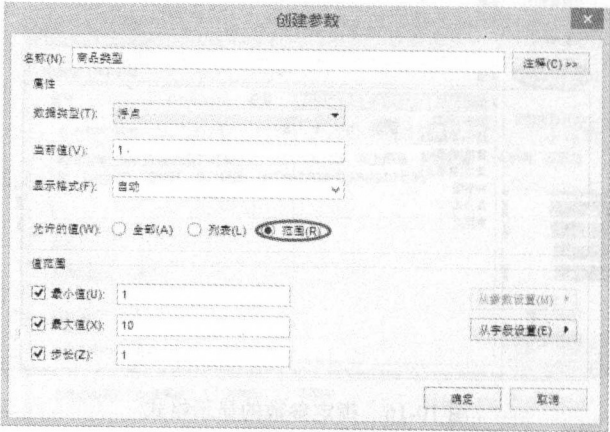 创建参数
名称(N): 商品类型 注释(C) >>
属性
数据类型(T): 浮点
当前值(V): 1
显示格式(F): 自动
允许的值(W): 全部(A) 列表(L) 范围(R)
值范围
最小值(U): 1 从参数设置(M)
最大值(X): 10 从字段设置(E)
步长(Z): 1
确定 取消